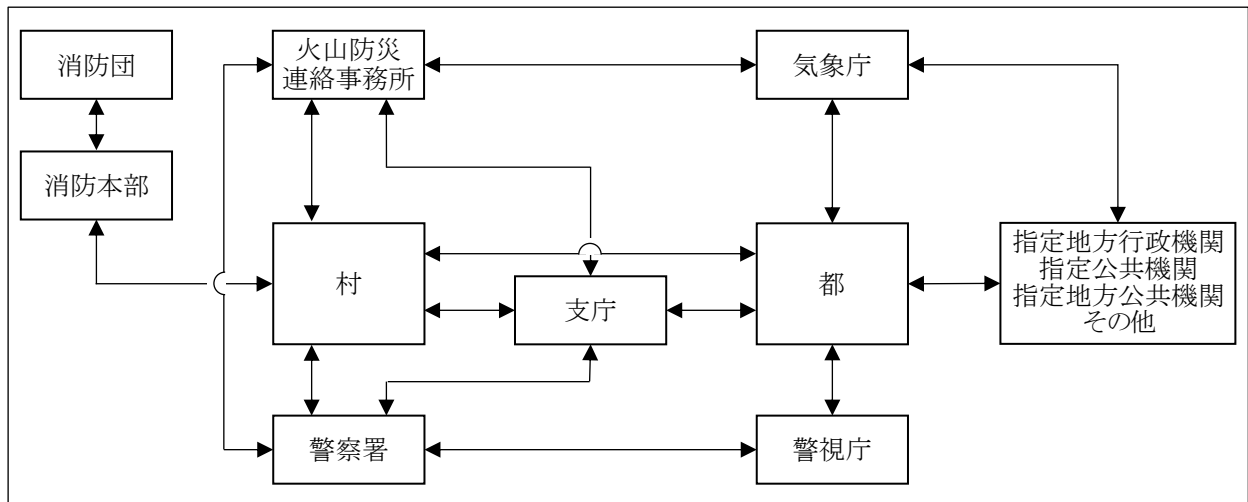 消防団
火山防災
連絡事務所
気象庁
消防本部
村
支庁
都
指定地方行政機関
指定公共機関
指定地方公共機関
その他
警察署
警視庁